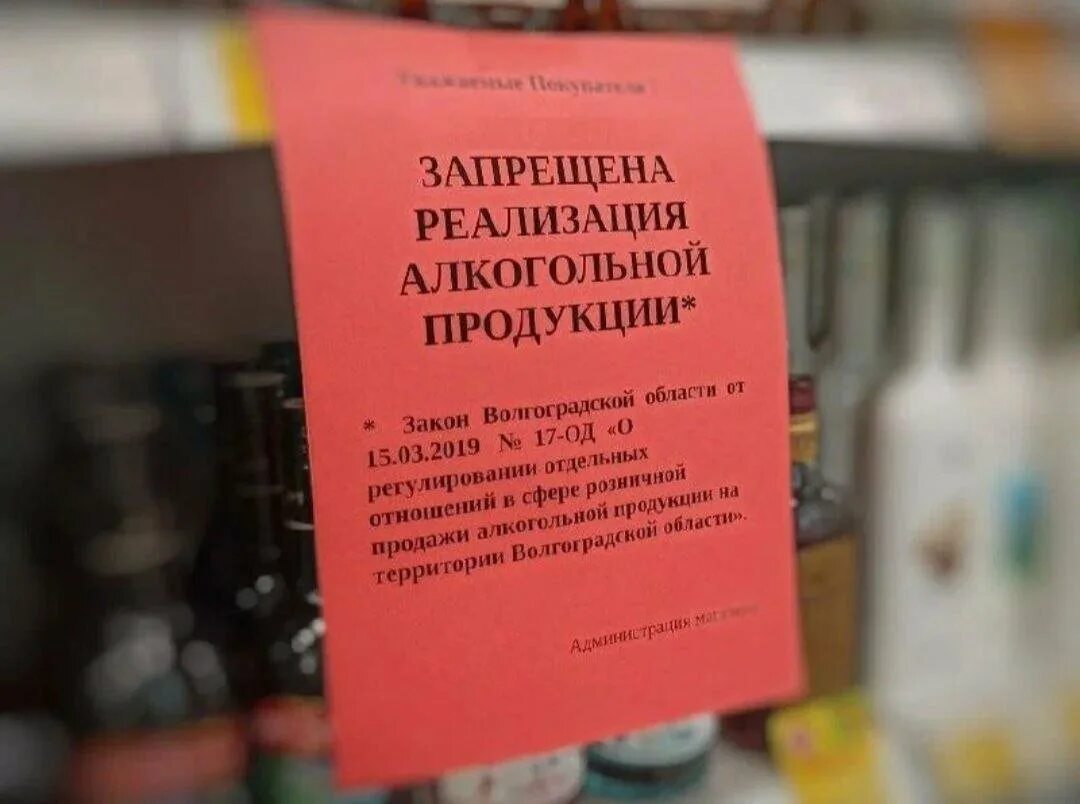 Уважаемые Покупатели
ЗАПРЕЩЕНА
РЕАЛИЗАЦИЯ
АЛКОГОЛЬНОЙ
ПРОДУКЦИИ*
* Закон Волгоградской области от
15.03.2019 № 17-ОД «О
регулировании отдельных
отношений в сфере розничной
продажи алкогольной продукции на
территории Волгоградской области».
Администрация магазина